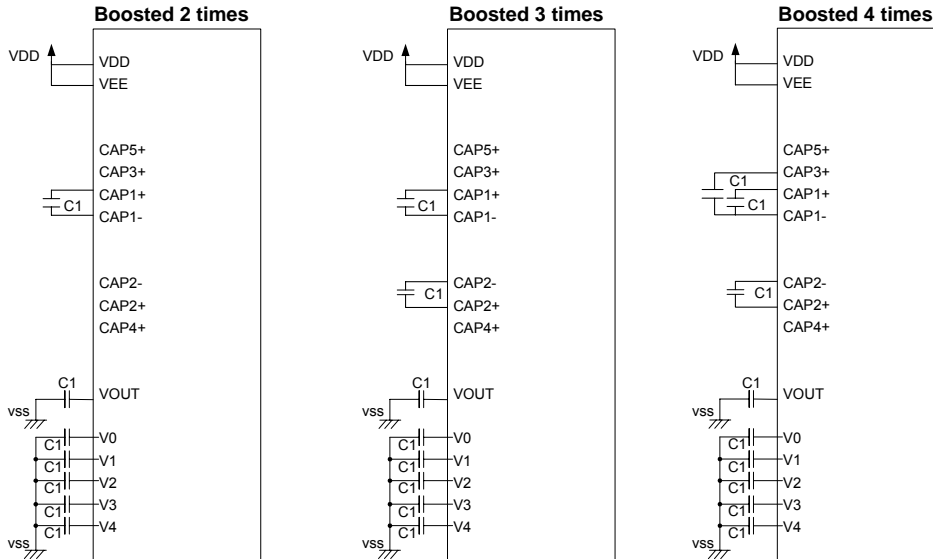 Boosted 2 times
VDD
VDD
VEE
CAP5+
CAP3+
CAP1+
C1
CAP1-
CAP2-
CAP2+
CAP4+
C1
VOUT
vss
V0
C1
V1
C1
V2
C1
V3
C1
V4
C1
vss
Boosted 3 times
VDD
VDD
VEE
CAP5+
CAP3+
CAP1+
C1
CAP1-
CAP2-
C1
CAP2+
CAP4+
C1
VOUT
vss
V0
C1
V1
C1
V2
C1
V3
C1
V4
C1
vss
Boosted 4 times
VDD
VDD
VEE
CAP5+
CAP3+
C1
CAP1+
C1
CAP1-
CAP2-
C1
CAP2+
CAP4+
C1
VOUT
vss
V0
C1
V1
C1
V2
C1
V3
C1
V4
C1
vss